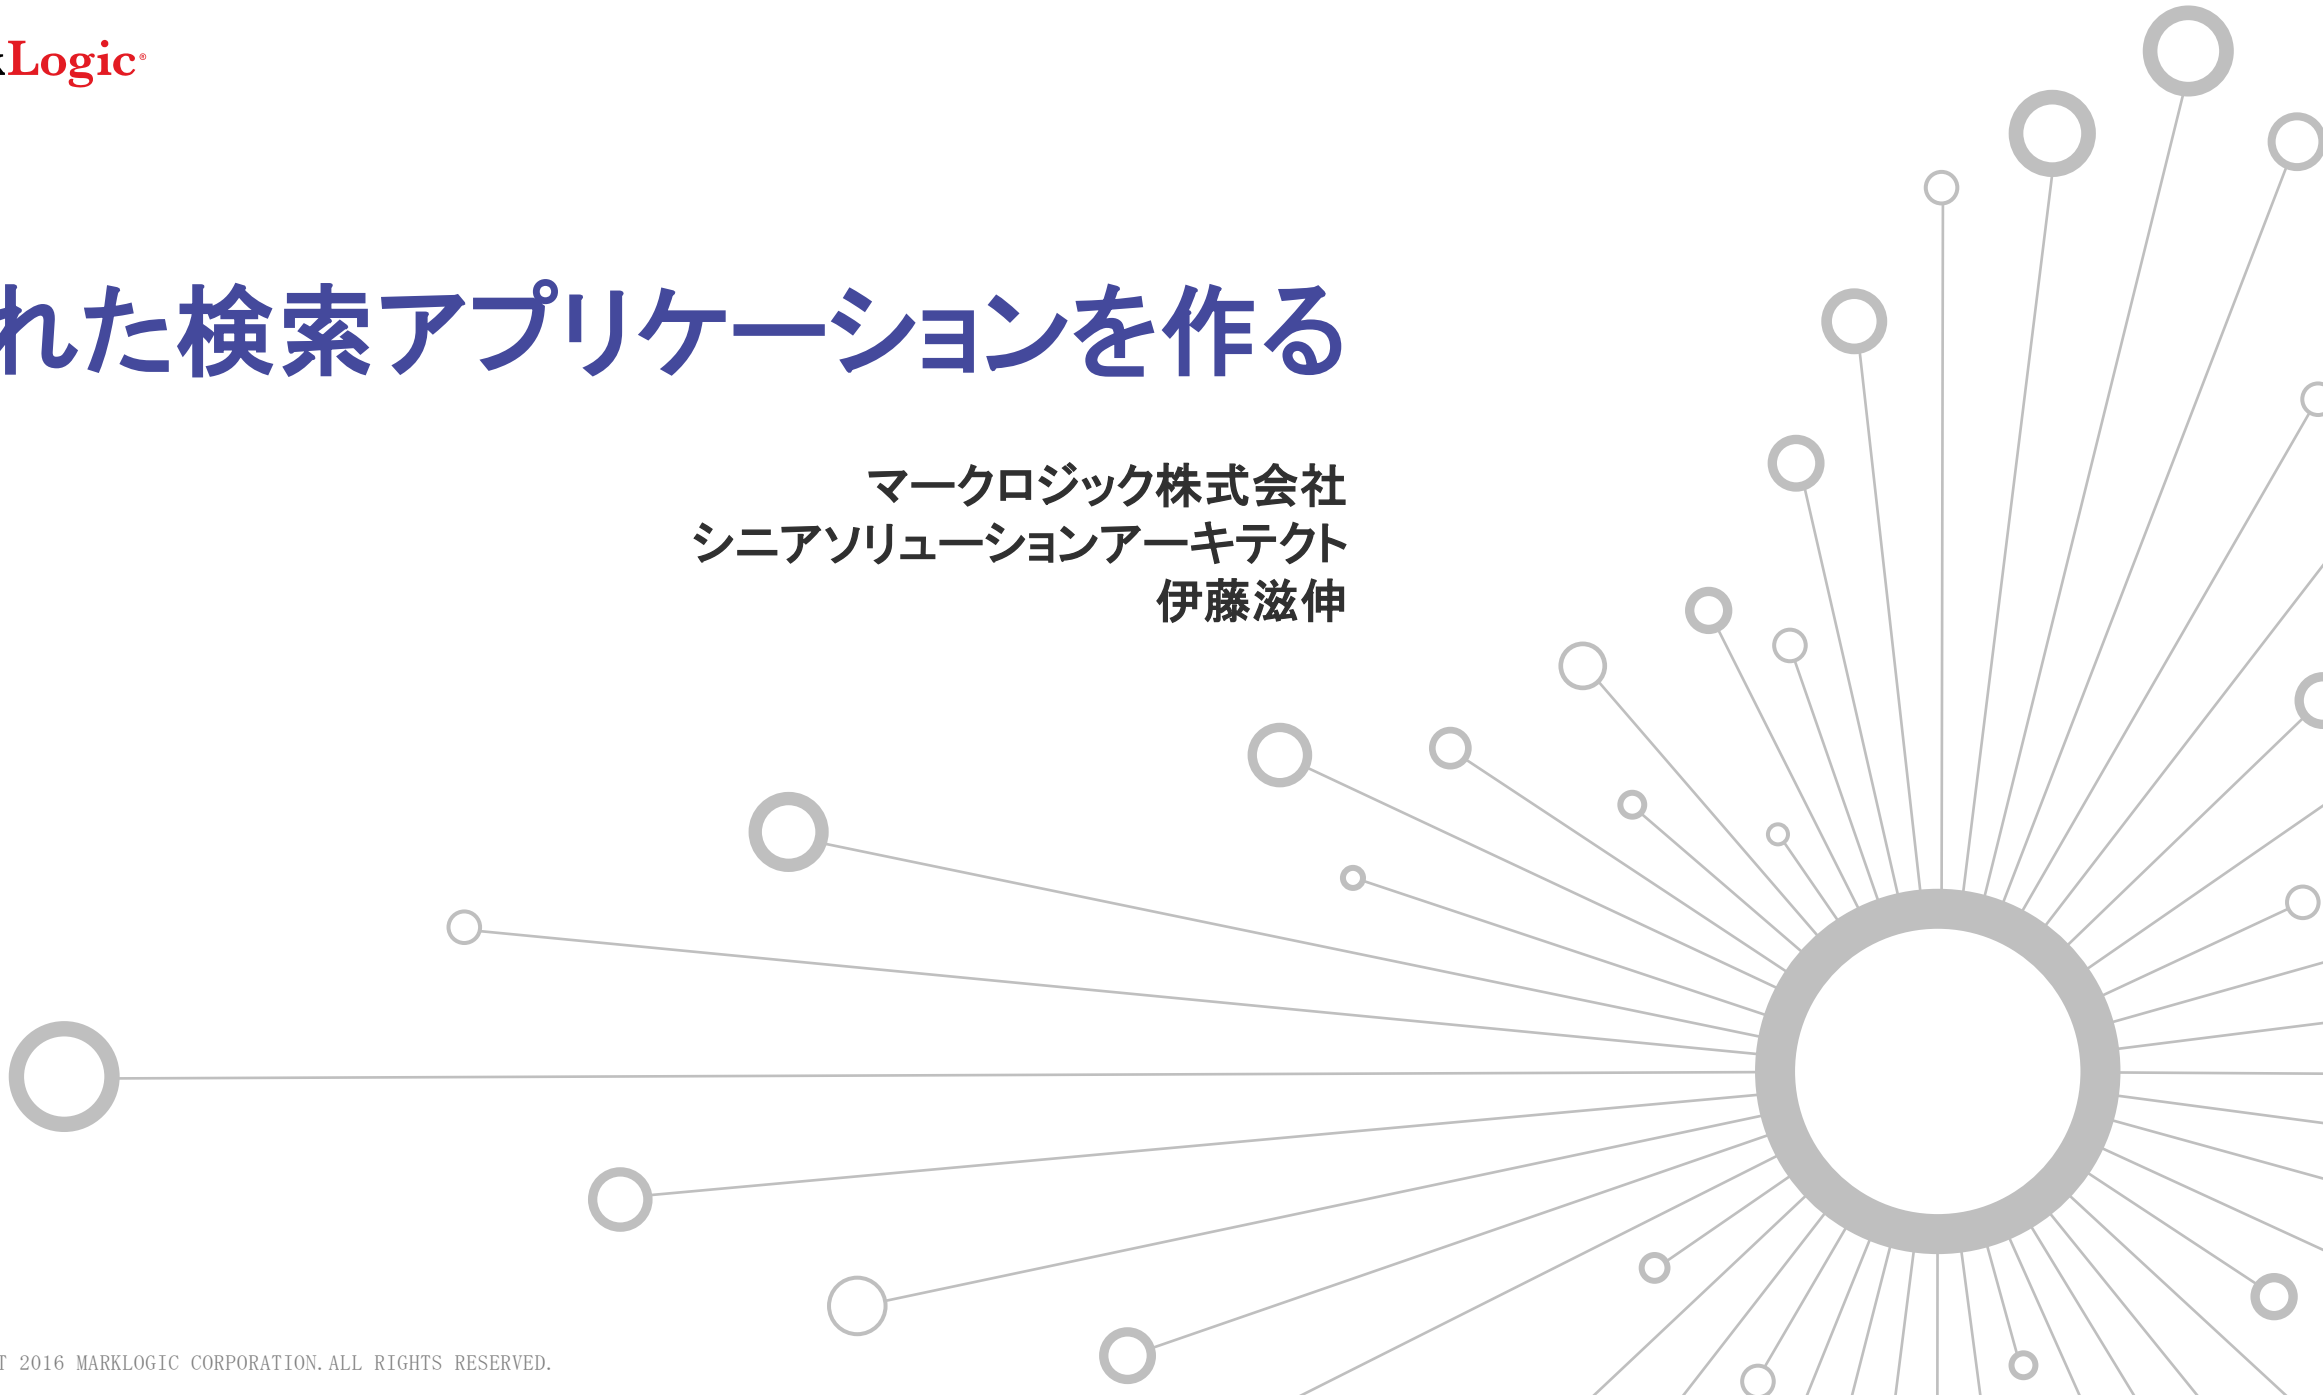 kLogic®
れた検索アプリケーションを作る
マークロジック株式会社
シニアソリューションアーキテクト
伊藤滋伸
T 2016 MARKLOGIC CORPORATION. ALL RIGHTS RESERVED.